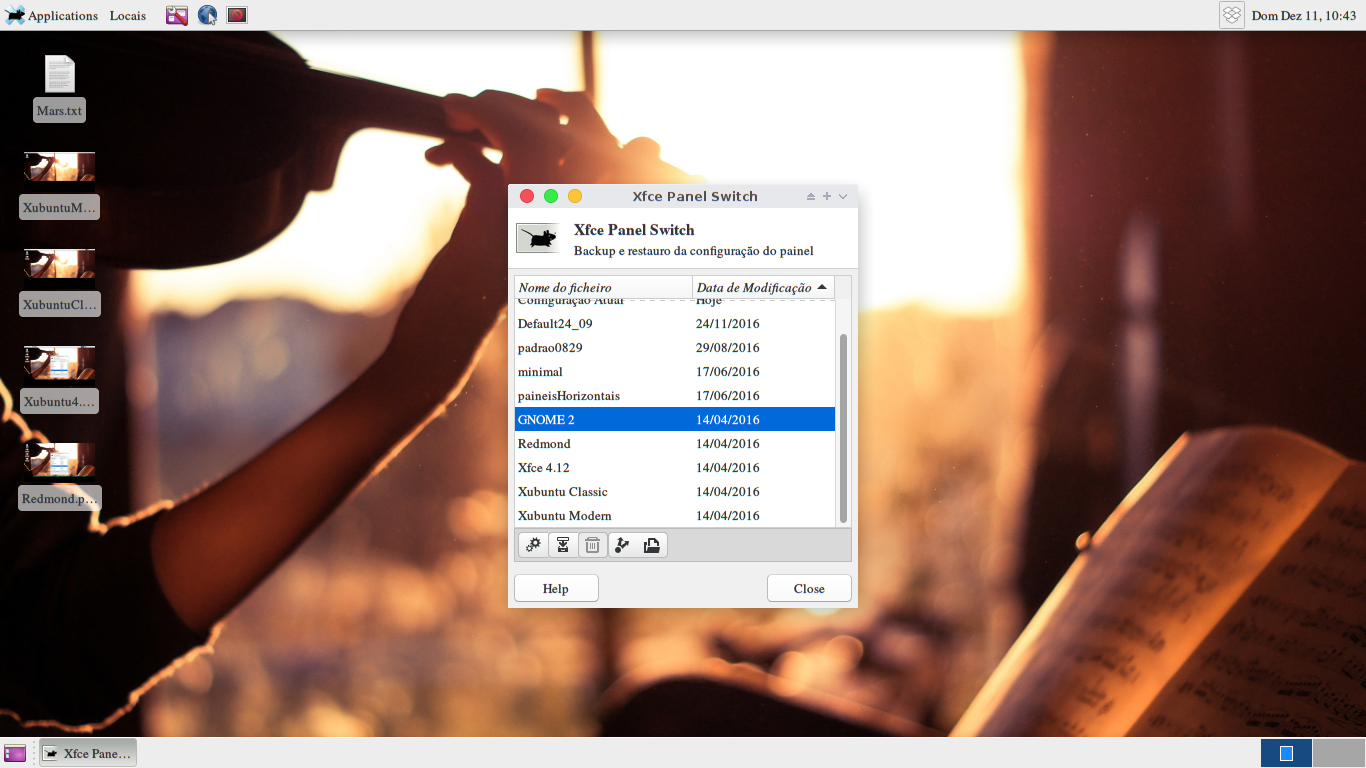 Applications Locais Dom Dez 11, 10:43
Mars.txt
XubuntuM...
XubuntuCl...
Xubuntu4....
Redmond.p...
Xfce Panel Switch
Xfce Panel Switch
Backup e restauro da configuração do painel
Nome do ficheiro Data de Modificação
Configuração Atual Hoje
Default24_09 24/11/2016
padrao0829 29/08/2016
minimal 17/06/2016
paineisHorizontais 17/06/2016
GNOME 2 14/04/2016
Redmond 14/04/2016
Xfce 4.12 14/04/2016
Xubuntu Classic 14/04/2016
Xubuntu Modern 14/04/2016
Help Close
Xfce Pane...